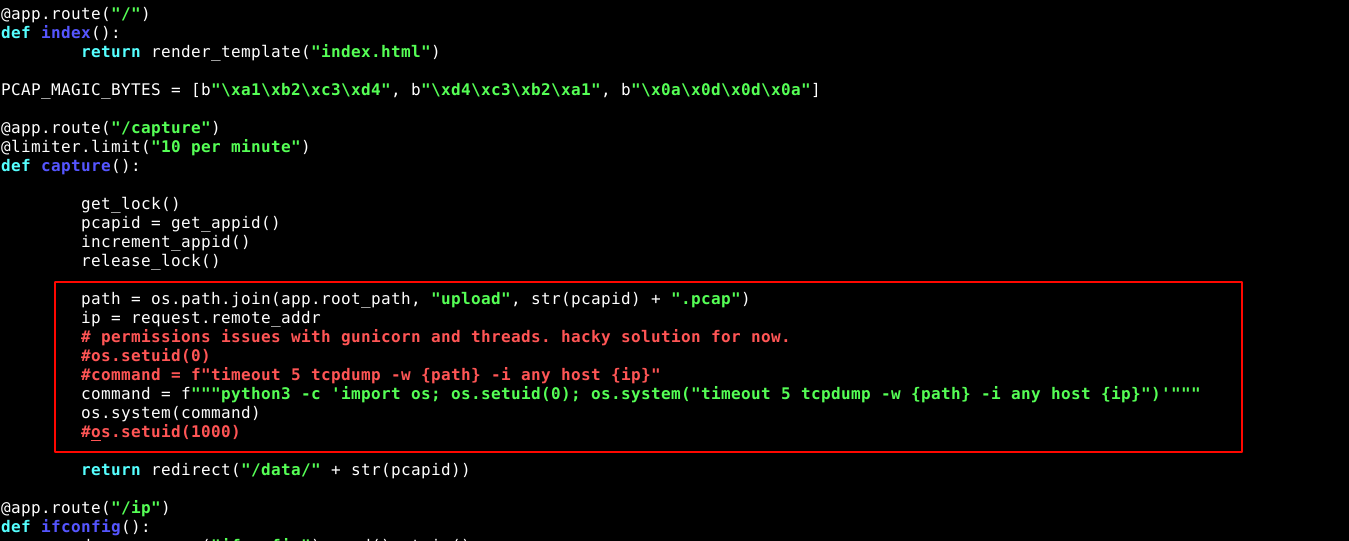 @app.route("/")
def index():
        return render_template("index.html")

PCAP_MAGIC_BYTES = [b"\xa1\xb2\xc3\xd4", b"\xd4\xc3\xb2\xa1", b"\x0a\x0d\x0d\x0a"]

@app.route("/capture")
@limiter.limit("10 per minute")
def capture():

        get_lock()
        pcapid = get_appid()
        increment_appid()
        release_lock()

        path = os.path.join(app.root_path, "upload", str(pcapid) + ".pcap")
        ip = request.remote_addr
        # permissions issues with gunicorn and threads. hacky solution for now.
        #os.setuid(0)
        #command = f"timeout 5 tcpdump -w {path} -i any host {ip}"
        command = f"""python3 -c 'import os; os.setuid(0); os.system("timeout 5 tcpdump -w {path} -i any host {ip}")'"""
        os.system(command)
        #os.setuid(1000)

        return redirect("/data/" + str(pcapid))

@app.route("/ip")
def ifconfig():